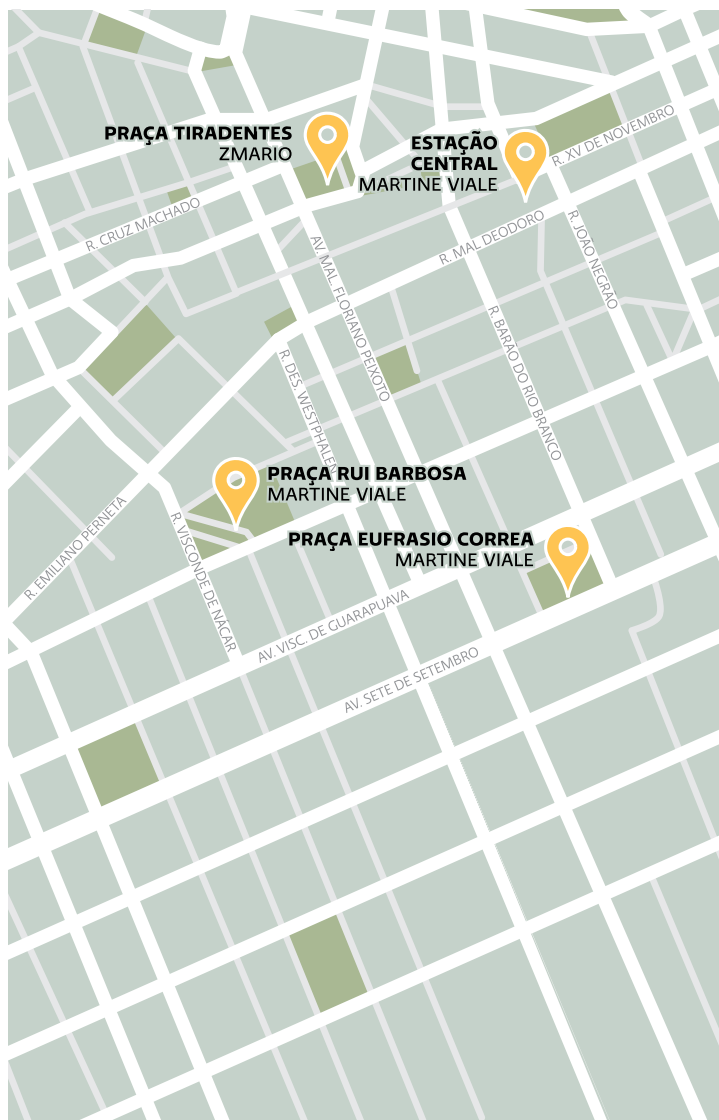 PRAÇA TIRADENTES
ZMARIO
ESTAÇÃO
CENTRAL
MARTINE VIALE
R. XV DE NOVEMBRO
R. CRUZ MACHADO
R. MAL DEODORO
R. JOÃO NEGRÃO
AV. MAL. FLORIANO PEIXOTO
R. BARÃO DO RIO BRANCO
R. DES. WESTPHALEN
PRAÇA RUI BARBOSA
MARTINE VIALE
R. EMILIANO PERNETA
R. VISCONDE DE NÁCAR
PRAÇA EUFRASIO CORREA
MARTINE VIALE
AV. VISC. DE GUARAPUAVA
AV. SETE DE SETEMBRO